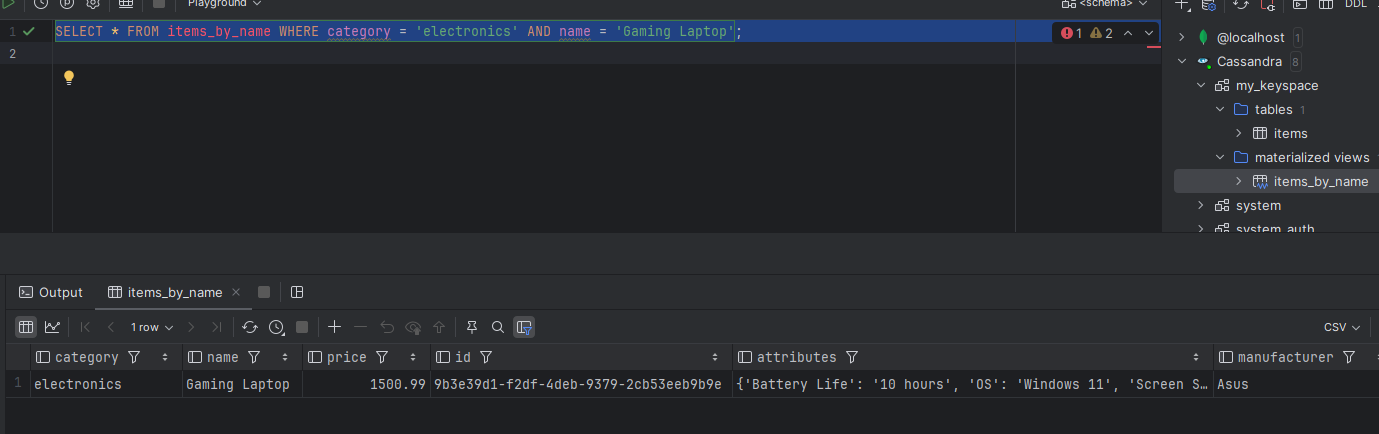 Playground
<schema>
DDL
1 SELECT * FROM items_by_name WHERE category = 'electronics' AND name = 'Gaming Laptop';
1 2
2
@localhost 1
Cassandra 8
my_keyspace
tables 1
items
materialized views
items_by_name
system
system_auth
Output
items_by_name
1 row
CSV
category name price id attributes manufacturer
1 electronics Gaming Laptop 1500.99 9b3e39d1-f2df-4deb-9379-2cb53eeb9b9e {'Battery Life': '10 hours', 'OS': 'Windows 11', 'Screen S… Asus